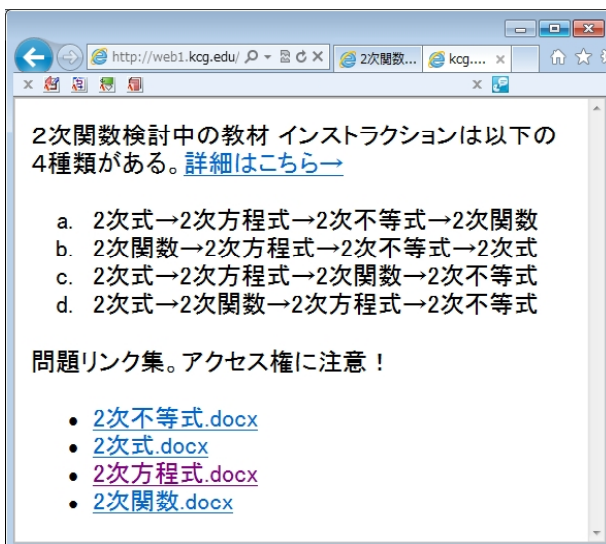 http://web1.kcg.edu/
2次関数...
kcg....
2次関数検討中の教材 インストラクションは以下の
4種類がある。詳細はこちら→
a. 2次式→2次方程式→2次不等式→2次関数
b. 2次関数→2次方程式→2次不等式→2次式
c. 2次式→2次方程式→2次関数→2次不等式
d. 2次式→2次関数→2次方程式→2次不等式
問題リンク集。アクセス権に注意！
• 2次不等式.docx
• 2次式.docx
• 2次方程式.docx
• 2次関数.docx